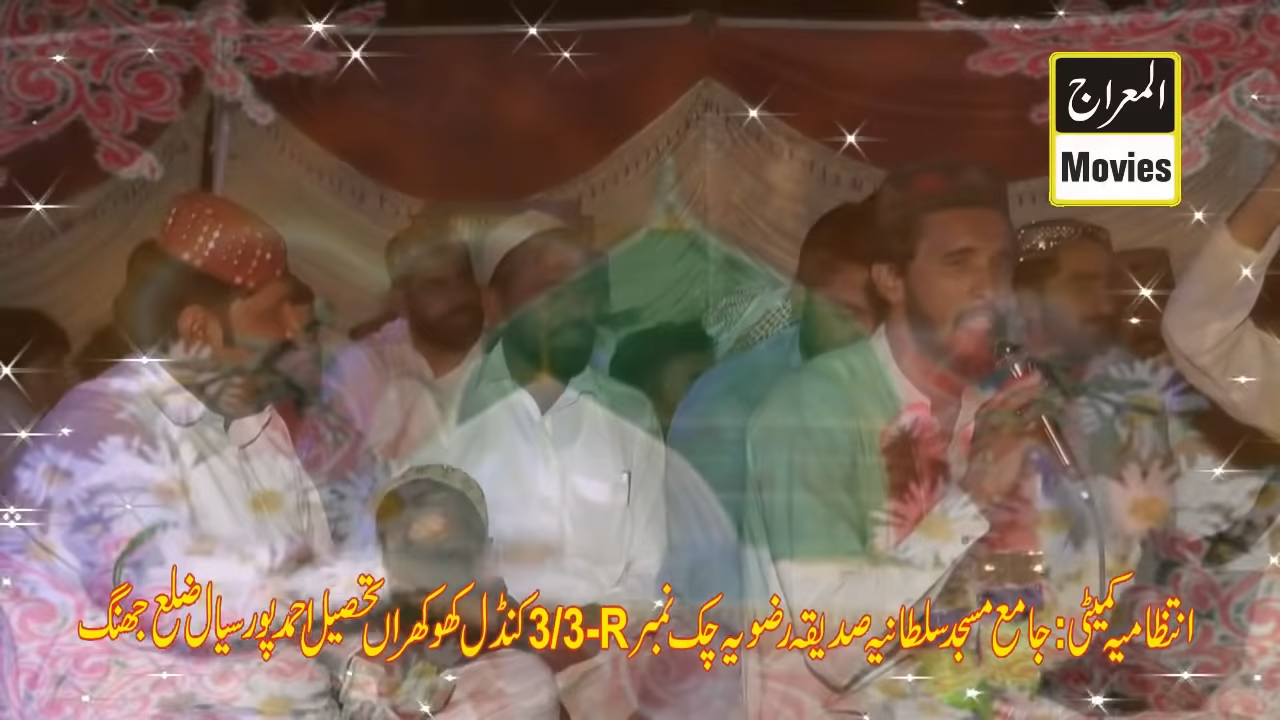 المعراج
Movies
انتظامیہ کمیٹی: جامع مسجد سلطانیہ صدیقہ رضویہ چک نمبر 3/3-R کنڈل کھوکھراں تحصیل احمد پور سیال ضلع جھنگ